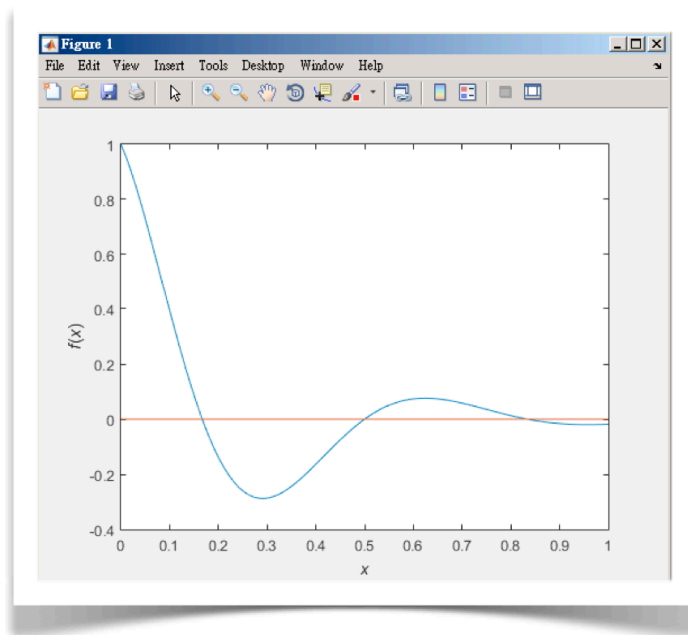 Figure 1
File Edit View Insert Tools Desktop Window Help
1
0.8
0.6
0.4
0.2
0
-0.2
-0.4
f(x)
0 0.1 0.2 0.3 0.4 0.5 0.6 0.7 0.8 0.9 1
x